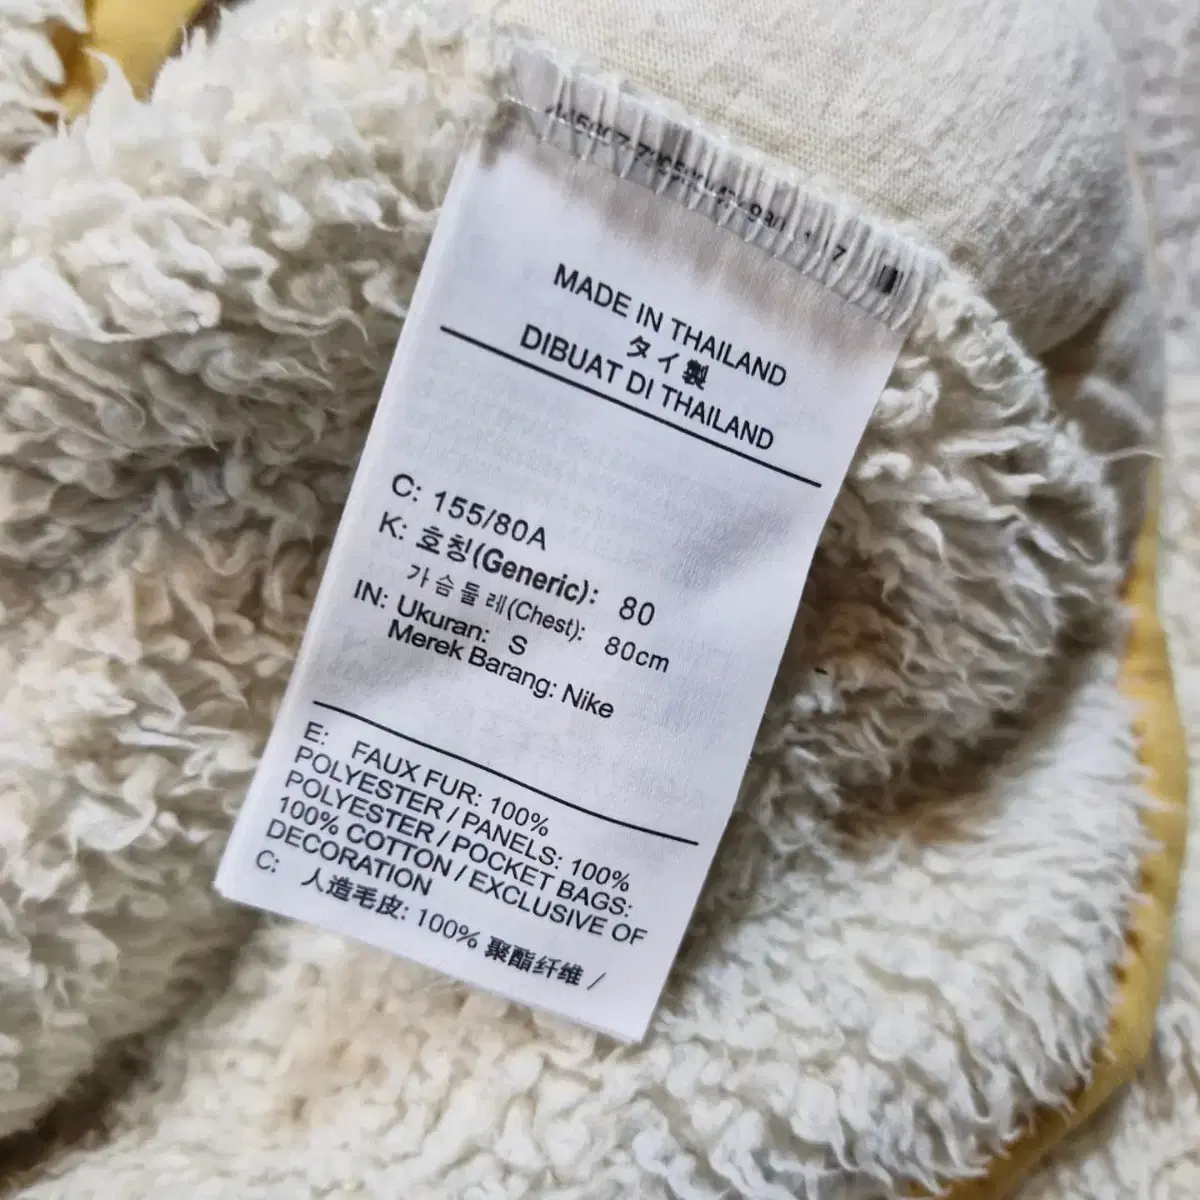 MADE IN THAILAND
タイ製
DIBUAT DI THAILAND
C: 155/80A
K: 호칭(Generic): 80
가슴둘레(Chest): 80cm
IN: Ukuran: S
Merek Barang: Nike
E: FAUX FUR: 100%
POLYESTER / PANELS: 100%
POLYESTER / POCKET BAGS:
100% COTTON / EXCLUSIVE OF
DECORATION
C: 人造毛皮: 100% 聚酯纤维 /